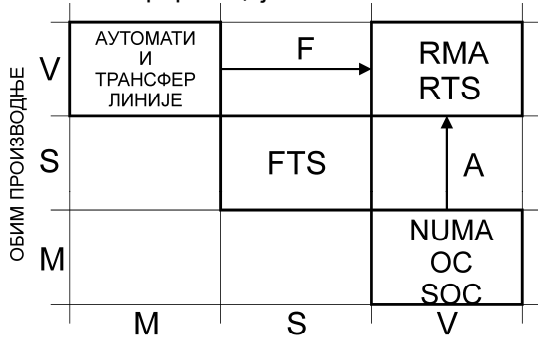 АУТОМАТИ
И
ТРАНСФЕР
ЛИНИЈЕ
F
RMA
RTS
V
S
M
ОБИМ ПРОИЗВОДЊЕ
FTS
A
NUMA
OC
SOC
M
S
V